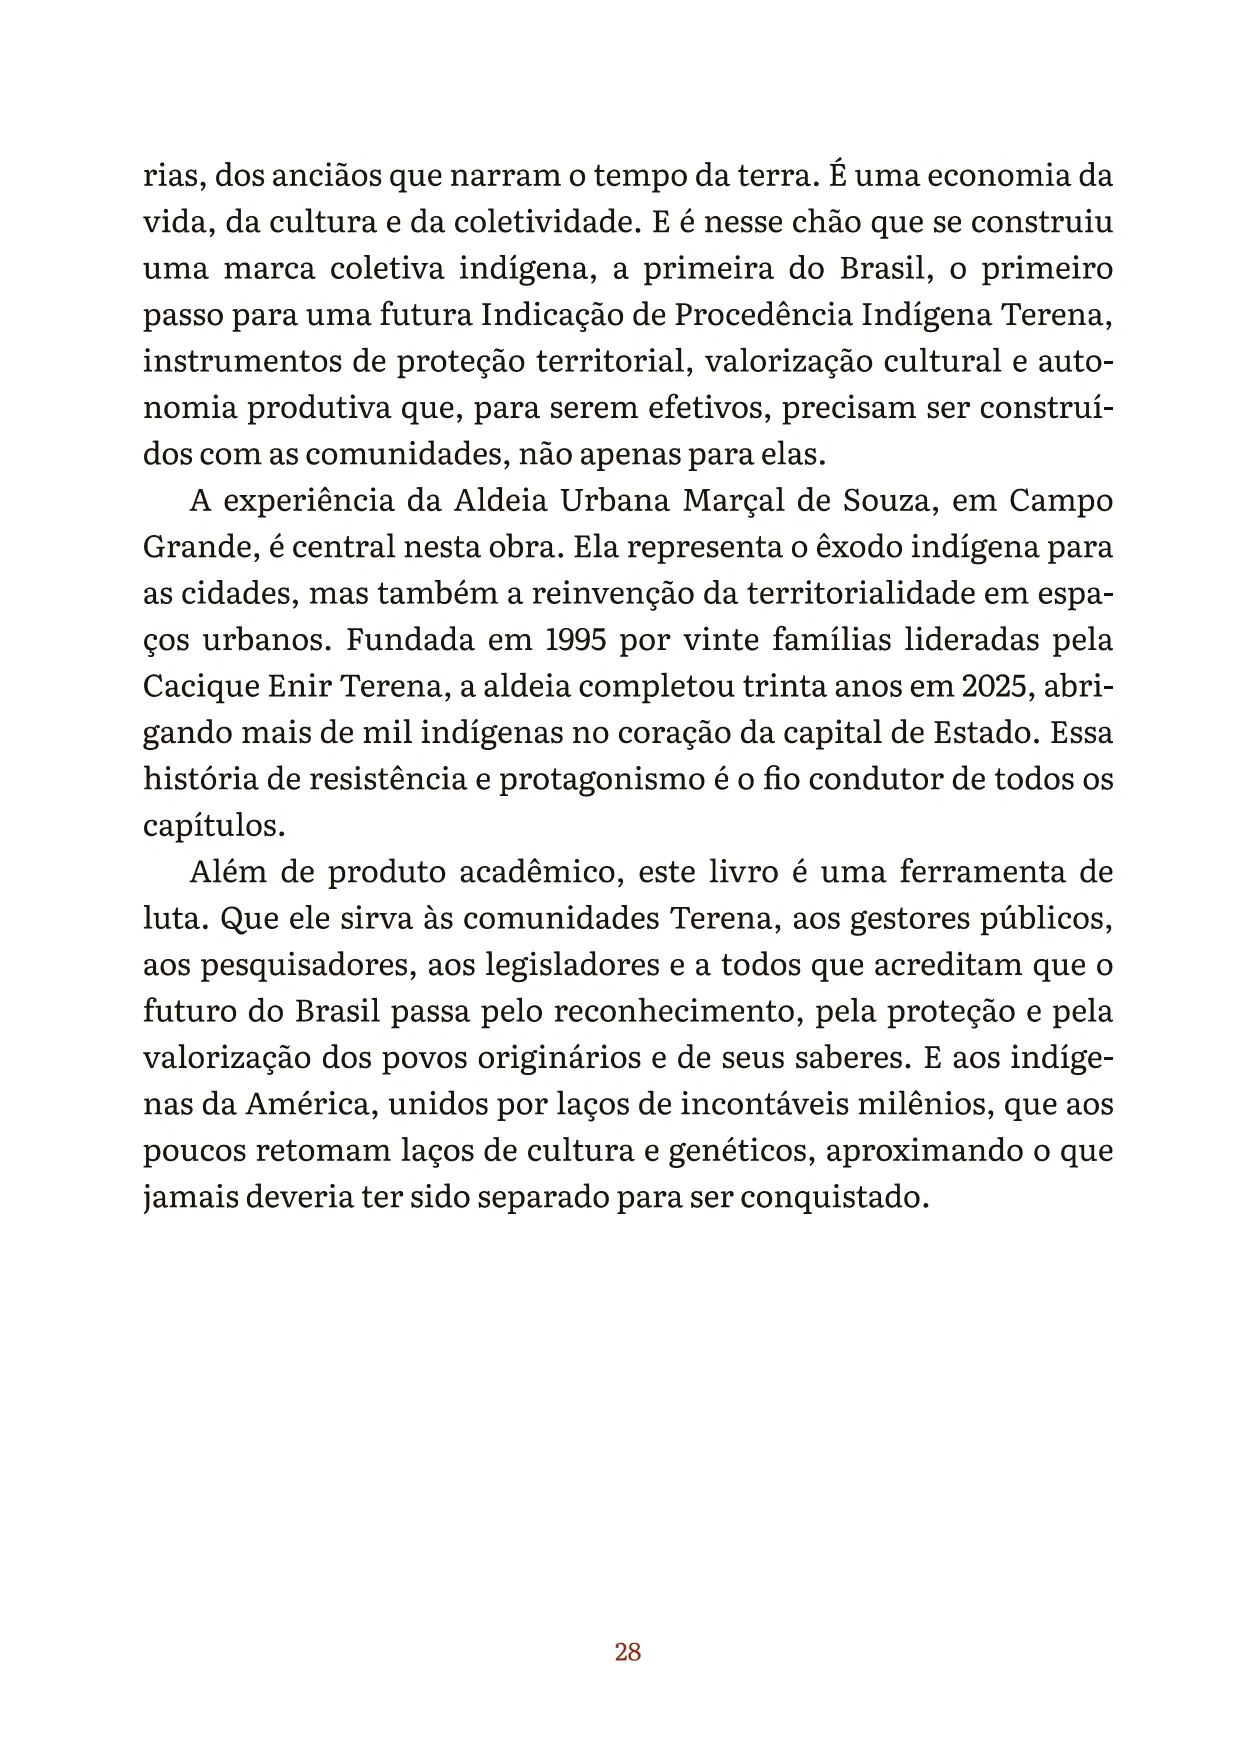 rias, dos anciãos que narram o tempo da terra. É uma economia da
vida, da cultura e da coletividade. E é nesse chão que se construiu
uma marca coletiva indígena, a primeira do Brasil, o primeiro
passo para uma futura Indicação de Procedência Indígena Terena,
instrumentos de proteção territorial, valorização cultural e auto-
nomia produtiva que, para serem efetivos, precisam ser construí-
dos com as comunidades, não apenas para elas.
A experiência da Aldeia Urbana Marçal de Souza, em Campo
Grande, é central nesta obra. Ela representa o êxodo indígena para
as cidades, mas também a reinvenção da territorialidade em espa-
ços urbanos. Fundada em 1995 por vinte famílias lideradas pela
Cacique Enir Terena, a aldeia completou trinta anos em 2025, abri-
gando mais de mil indígenas no coração da capital de Estado. Essa
história de resistência e protagonismo é o fio condutor de todos os
capítulos.
Além de produto acadêmico, este livro é uma ferramenta de
luta. Que ele sirva às comunidades Terena, aos gestores públicos,
aos pesquisadores, aos legisladores e a todos que acreditam que o
futuro do Brasil passa pelo reconhecimento, pela proteção e pela
valorização dos povos originários e de seus saberes. E aos indíge-
nas da América, unidos por laços de incontáveis milênios, que aos
poucos retomam laços de cultura e genéticos, aproximando o que
jamais deveria ter sido separado para ser conquistado.
28